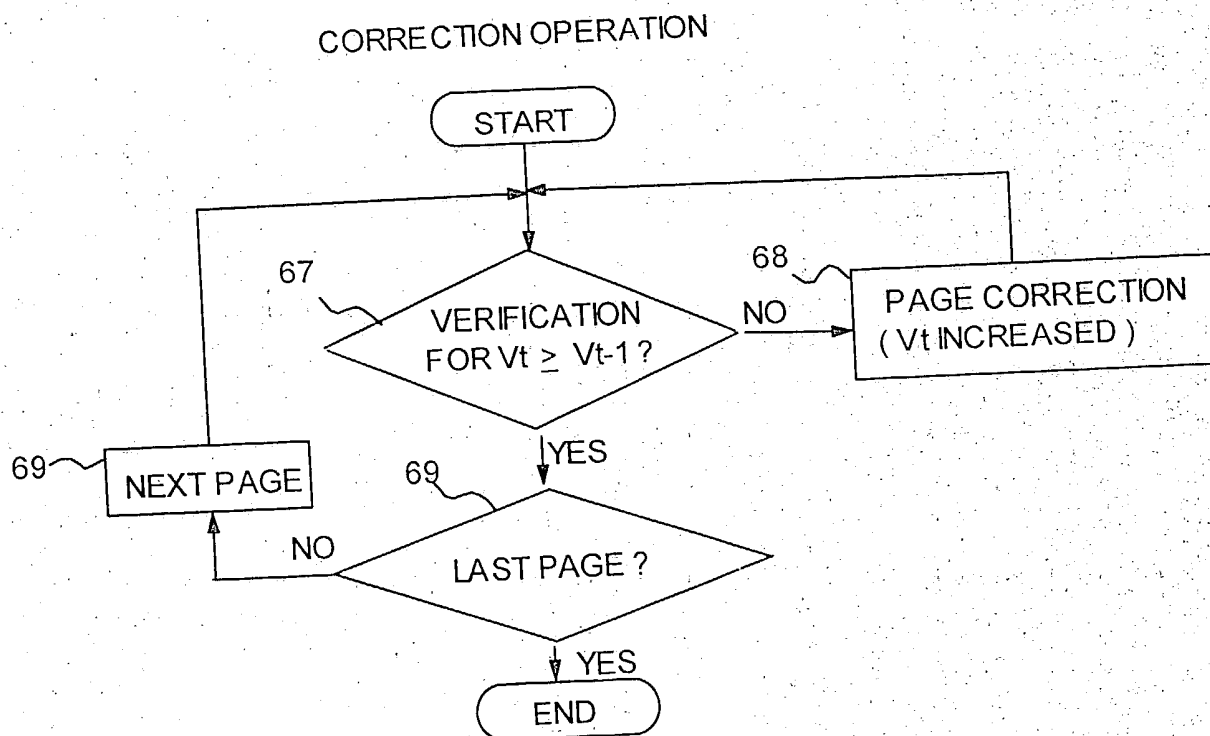 CORRECTION OPERATION
START
67
VERIFICATION
FOR Vt ≥ Vt-1 ?
NO
68
PAGE CORRECTION
( Vt INCREASED )
YES
69
NEXT PAGE
69
NO
LAST PAGE ?
YES
END